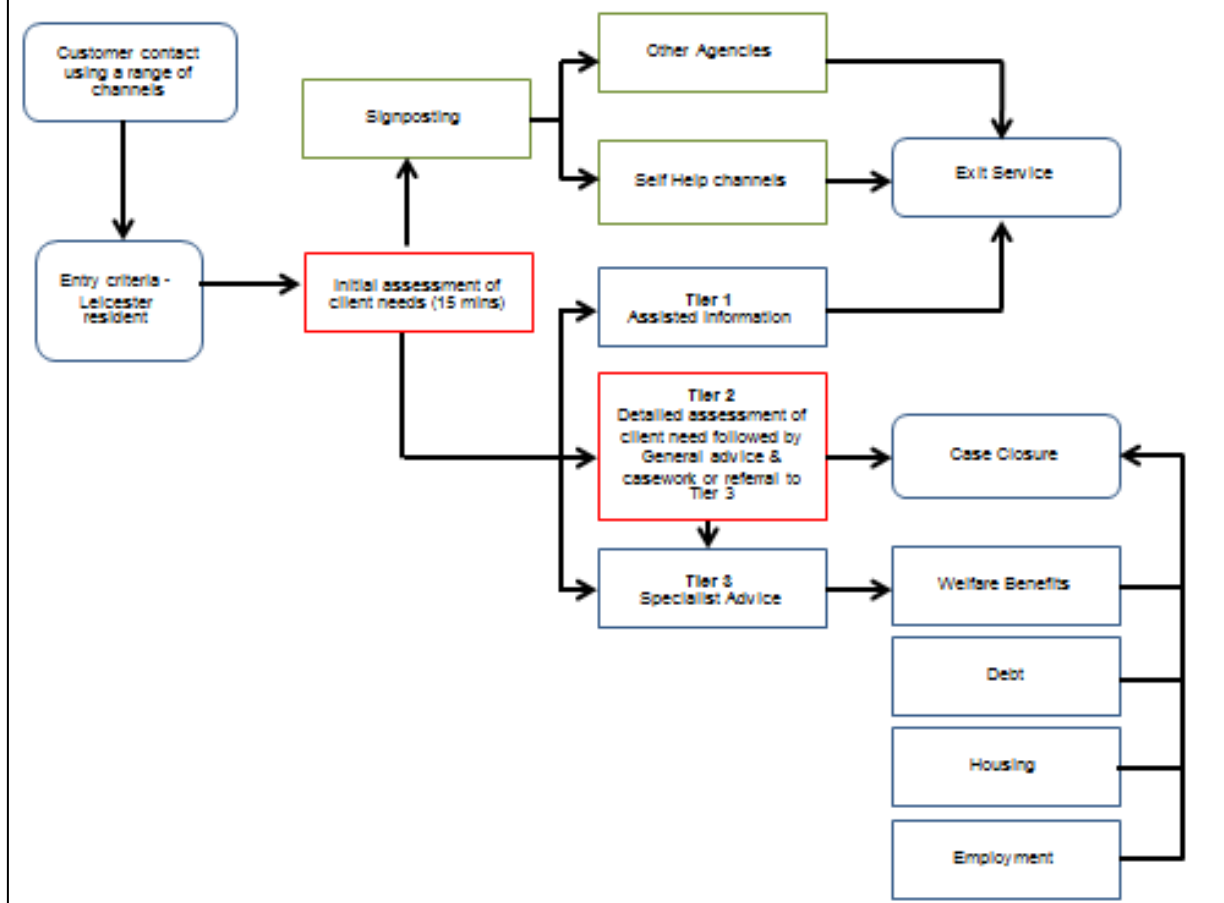 Customer contact
using a range of
channels
Entry criteria -
Leicester
resident
Signposting
Initial assessment of
client needs (15 mins)
Other Agencies
Self Help channels
Exit Service
Tier 1
Assisted Information
Tier 2
Detailed assessment of
client need followed by
General advice &
casework or referral to
Tier 3
Case Closure
Tier 3
Specialist Advice
Welfare Benefits
Debt
Housing
Employment